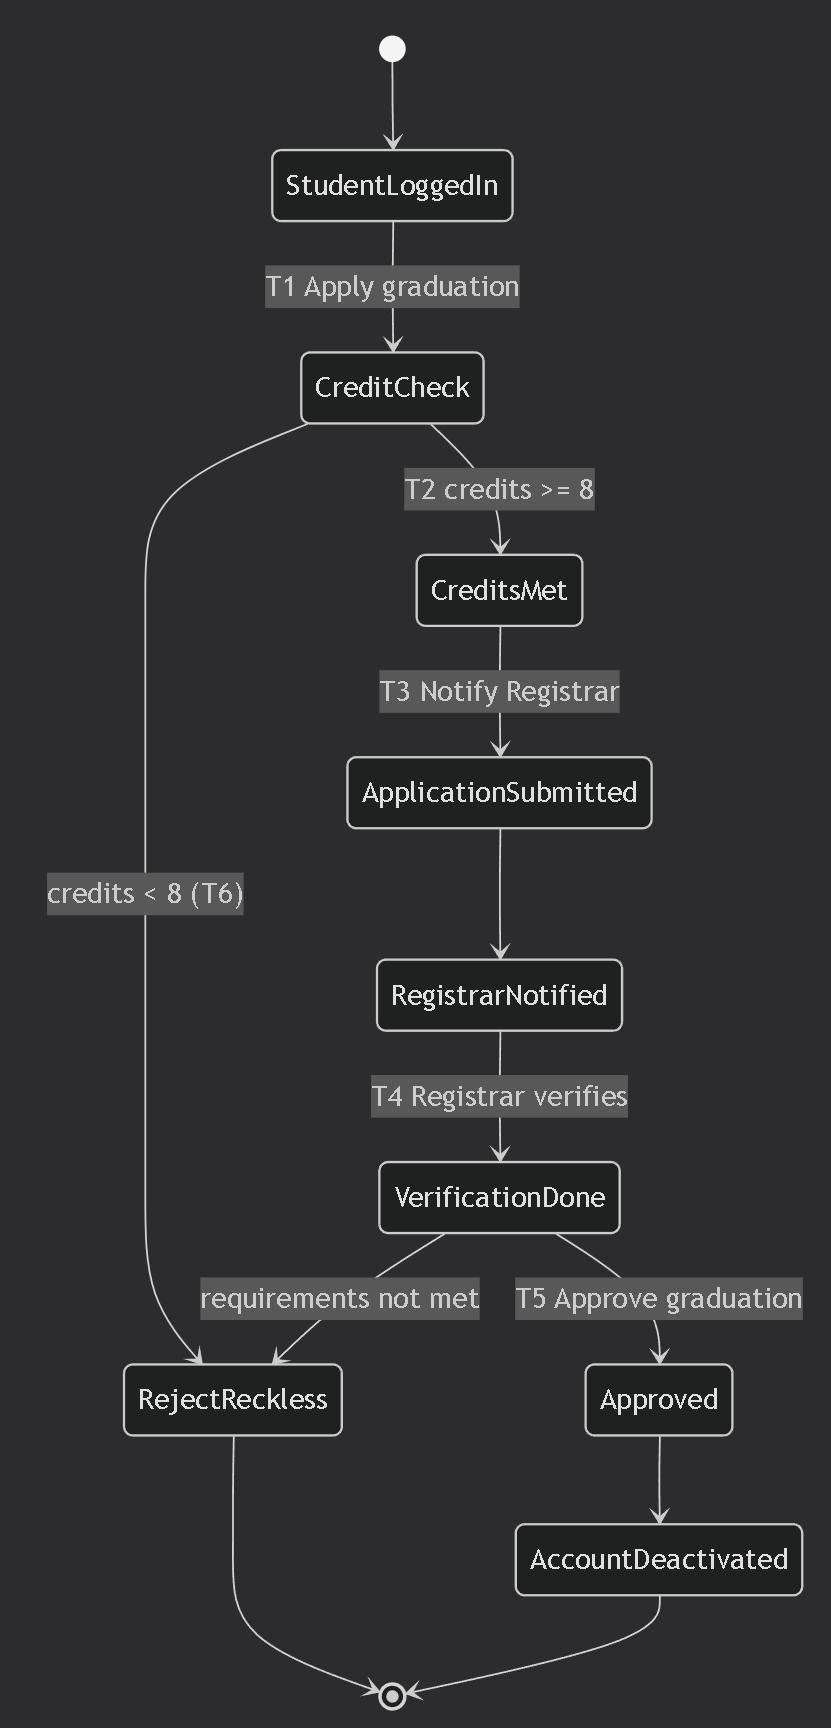 StudentLoggedIn
T1 Apply graduation
CreditCheck
T2 credits >= 8
CreditsMet
T3 Notify Registrar
ApplicationSubmitted
credits < 8 (T6)
RegistrarNotified
T4 Registrar verifies
VerificationDone
requirements not met
T5 Approve graduation
RejectReckless
Approved
AccountDeactivated